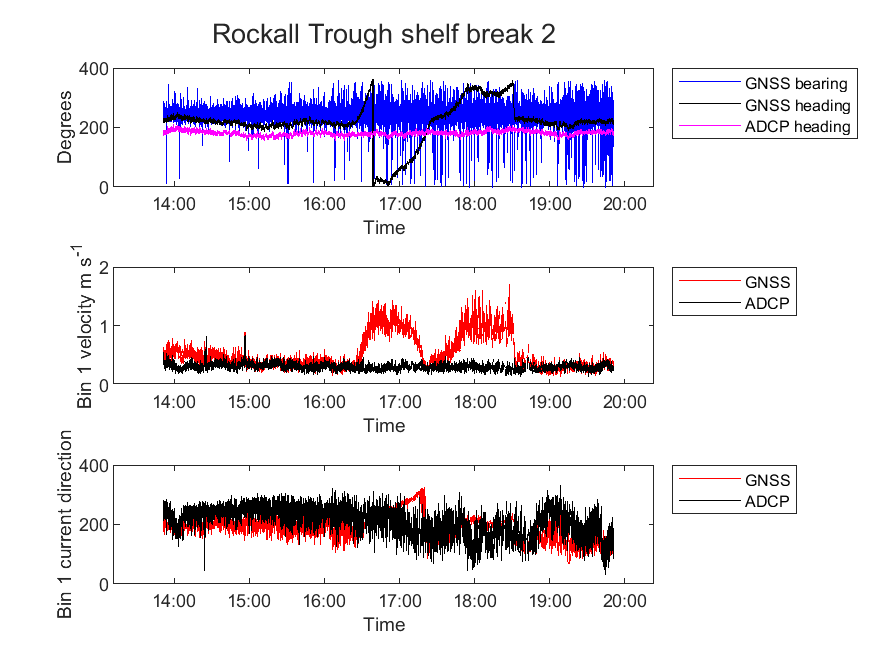 Rockall Trough shelf break 2
400
200
0
Degrees
14:00 15:00 16:00 17:00 18:00 19:00 20:00
Time
GNSS bearing
GNSS heading
ADCP heading
2
1
0
Bin 1 velocity m s-1
14:00 15:00 16:00 17:00 18:00 19:00 20:00
Time
GNSS
ADCP
400
200
0
Bin 1 current direction
14:00 15:00 16:00 17:00 18:00 19:00 20:00
Time
GNSS
ADCP